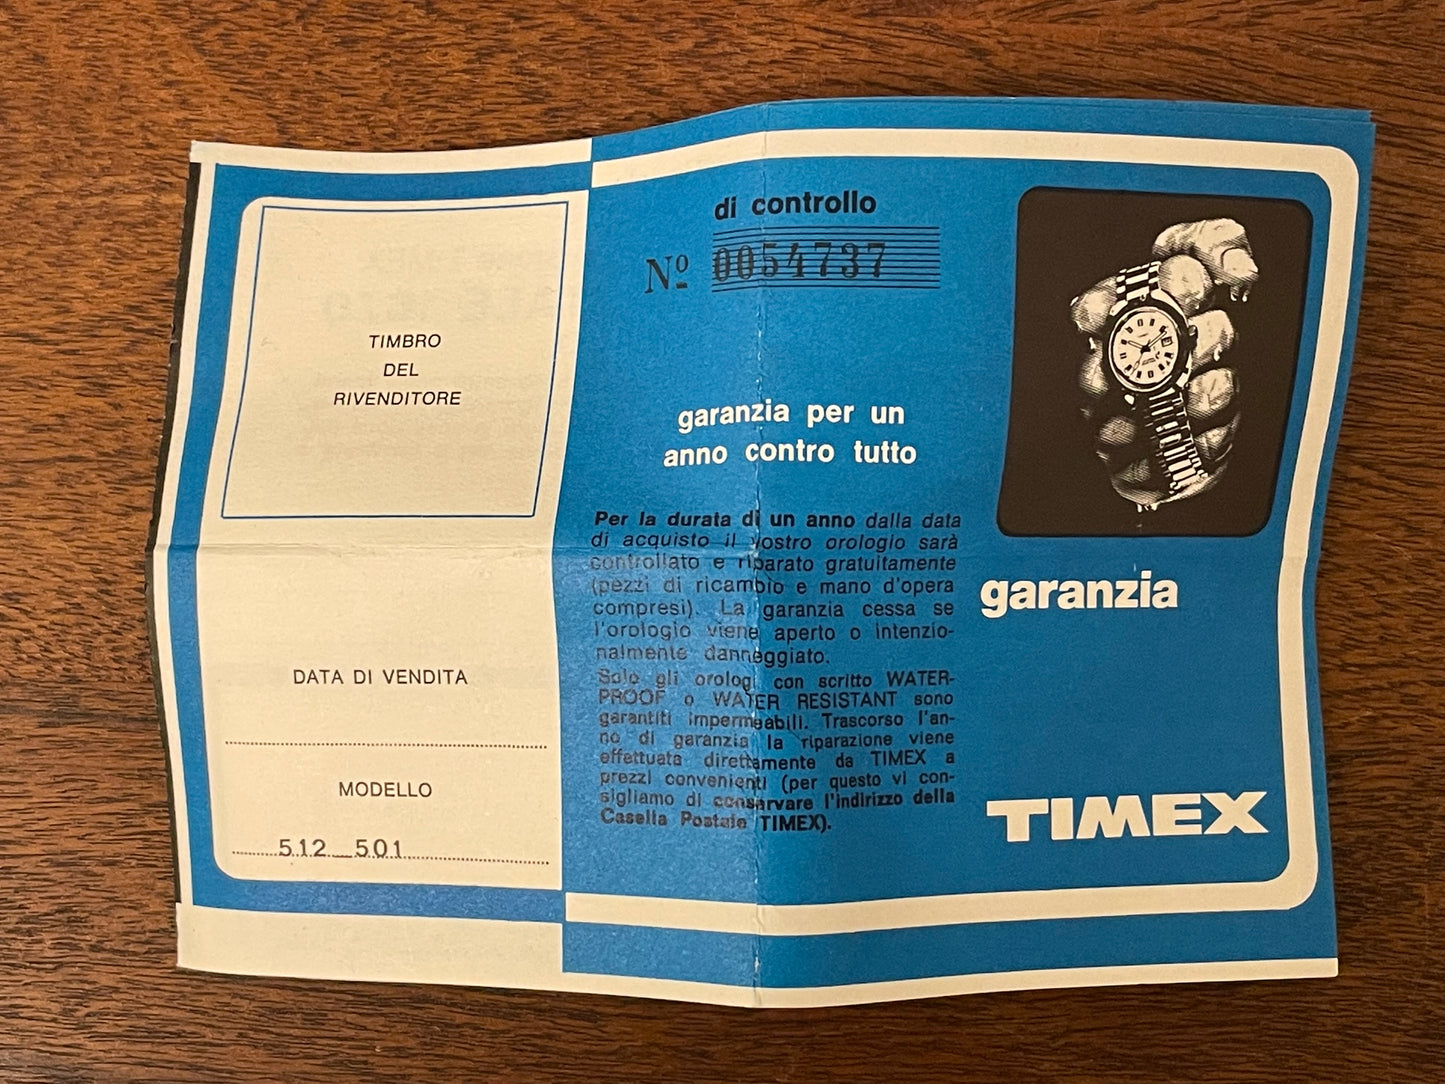 TIMBRO
DEL
RIVENDITORE
DATA DI VENDITA
MODELLO
512 501
di controllo
Nº 0054737
garanzia per un
anno contro tutto
Per la durata di un anno dalla data
di acquisto il vostro orologio sarà
controllato e riparato gratuitamente
(pezzi di ricambio e mano d'opera
compresi). La garanzia cessa se
l'orologio viene aperto o intenzio-
nalmente danneggiato.
Solo gli orologi con scritto WATER-
PROOF o WATER RESISTANT sono
garantiti impermeabili. Trascorso l'an-
no di garanzia la riparazione viene
effettuata direttamente da TIMEX a
prezzi convenienti (per questo vi con-
sigliamo di conservare l'indirizzo della
Casella Postale TIMEX).
garanzia
TIMEX